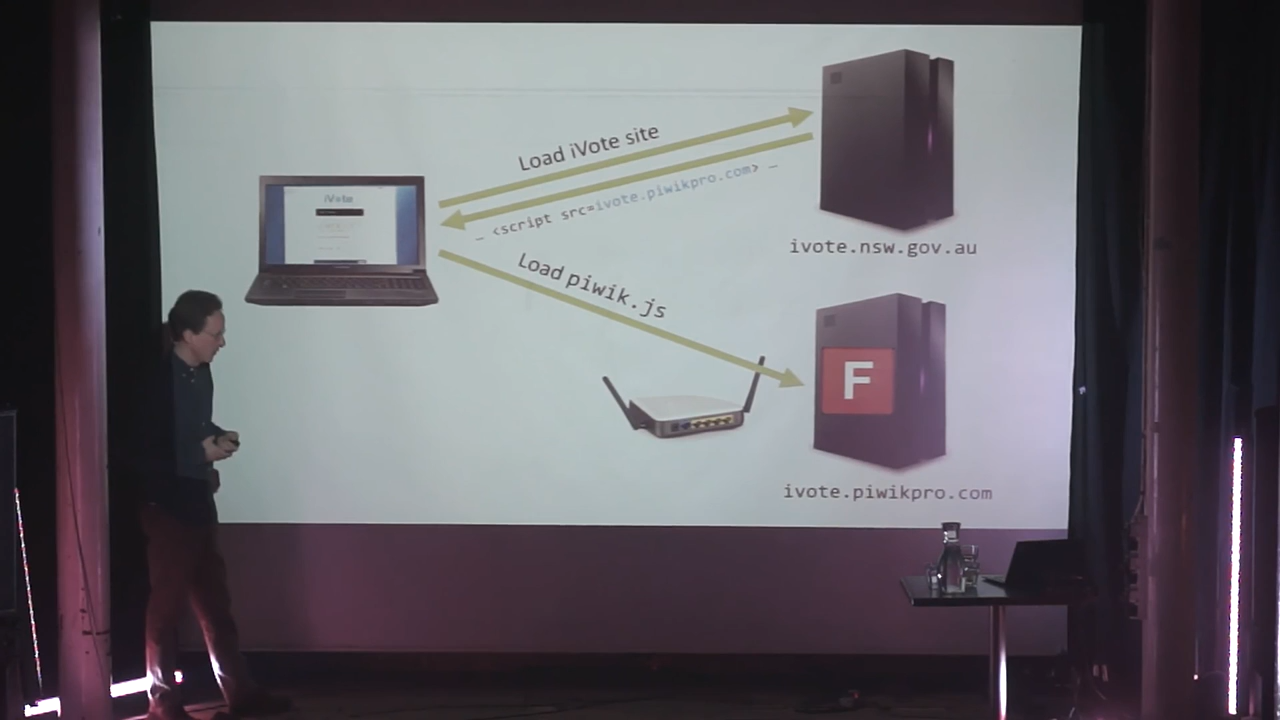 Load iVote site
… <script src=ivote.piwikpro.com> …
iVote
ivote.nsw.gov.au
Load piwik.js
F
ivote.piwikpro.com